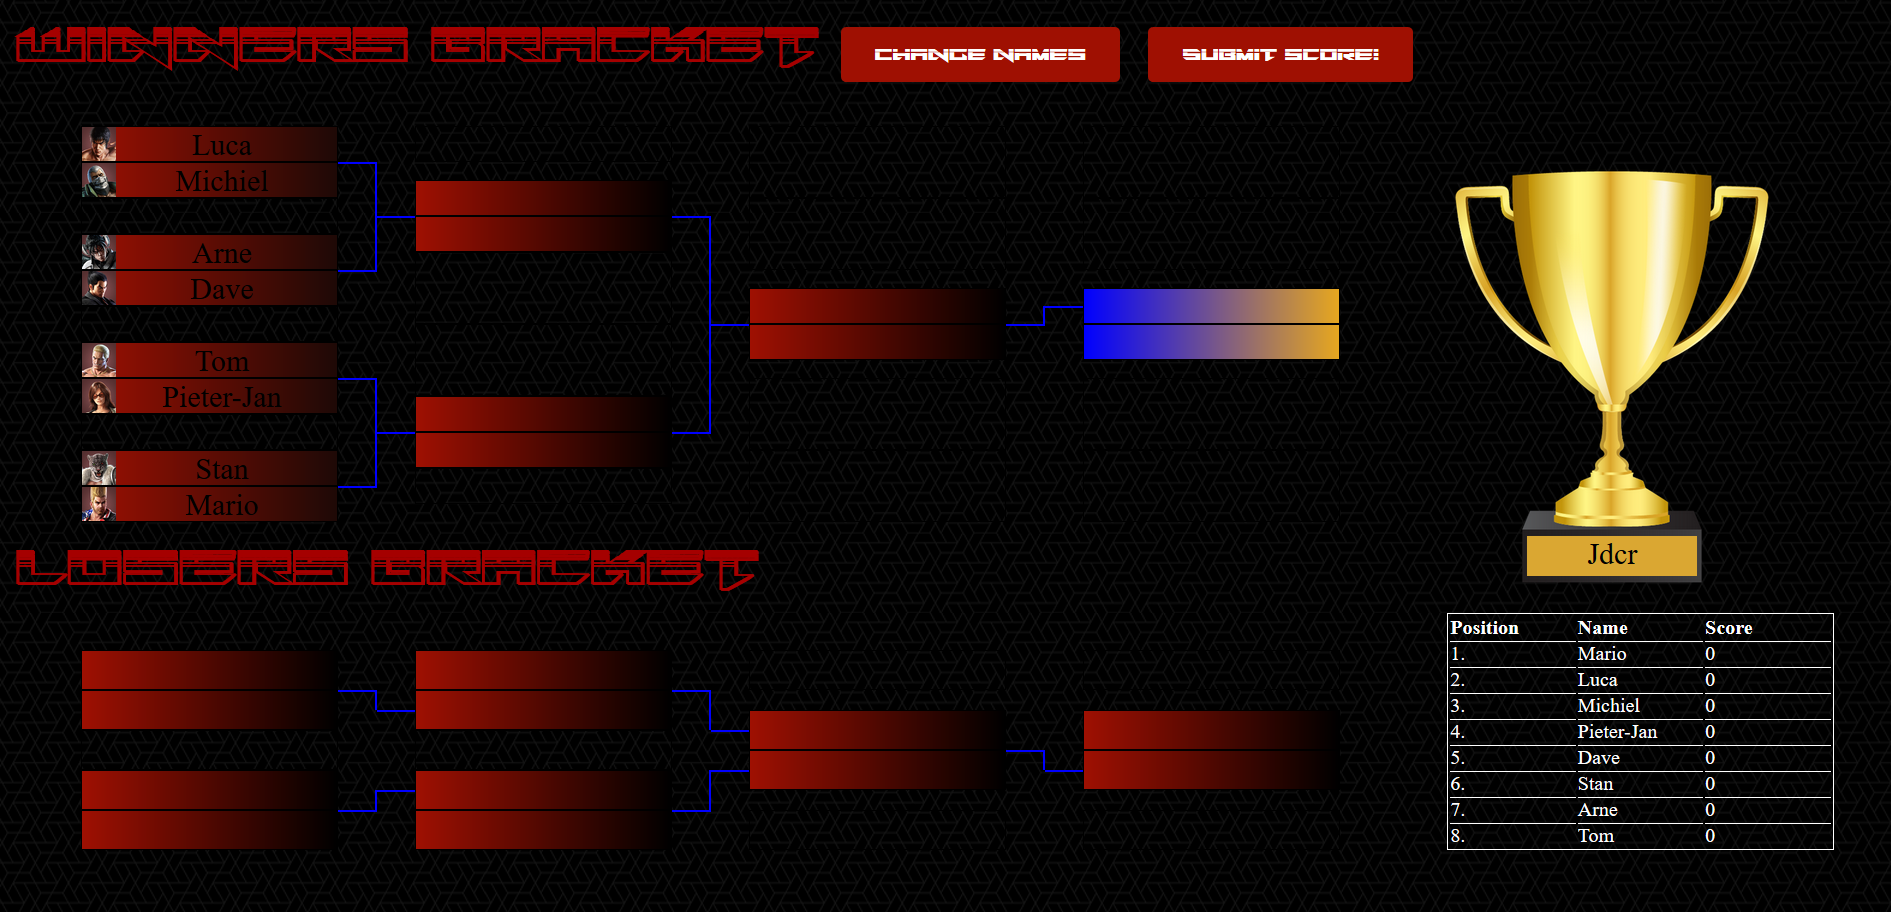 WINNERS BRACKET
CHANGE NAMES
SUBMIT SCORE!
Luca
Michiel
Arne
Dave
Tom
Pieter-Jan
Stan
Mario
LOSERS BRACKET
Jdcr
Position Name Score
1. Mario 0
2. Luca 0
3. Michiel 0
4. Pieter-Jan 0
5. Dave 0
6. Stan 0
7. Arne 0
8. Tom 0